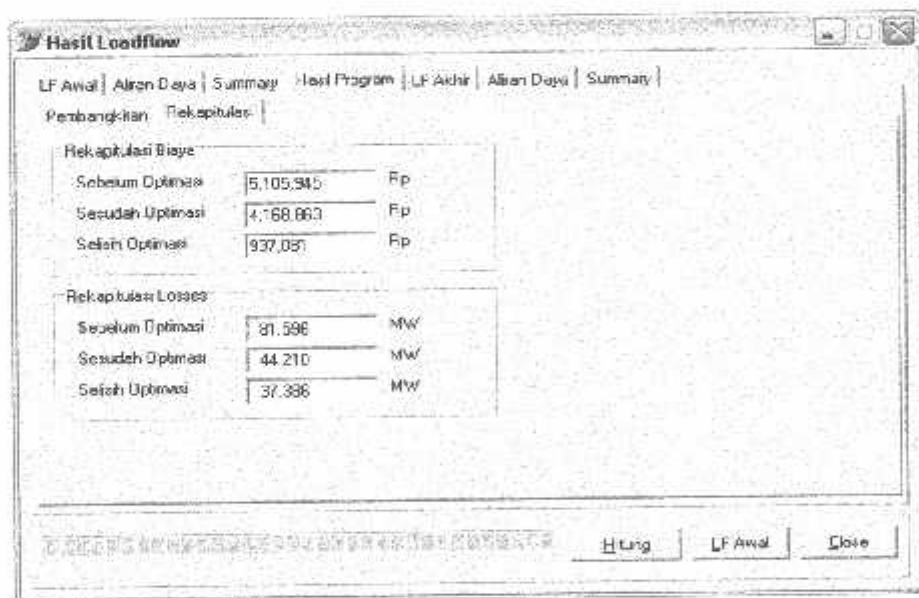 Hasil Loadflow
LF Awal Aliran Daya Summary Hasil Program LF Akhir Aliran Daya Summary
Pembangkitan Rekapitulasi
Rekapitulasi Biaya
Sebelum Optimasi 5,105,945 Rp
Sesudah Optimasi 4,168,863 Rp
Selisih Optimasi 937,081 Rp
Rekapitulasi Losses
Sebelum Optimasi 81.596 MW
Sesudah Optimasi 44.210 MW
Selisih Optimasi 37.386 MW
Hitung LF Awal Close